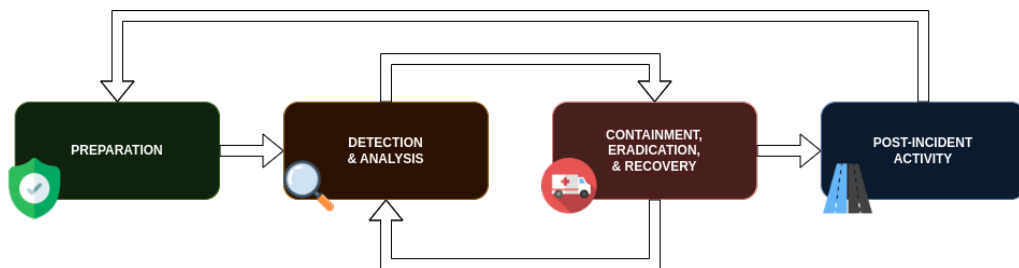 PREPARATION
DETECTION
& ANALYSIS
CONTAINMENT,
ERADICATION,
& RECOVERY
POST-INCIDENT
ACTIVITY